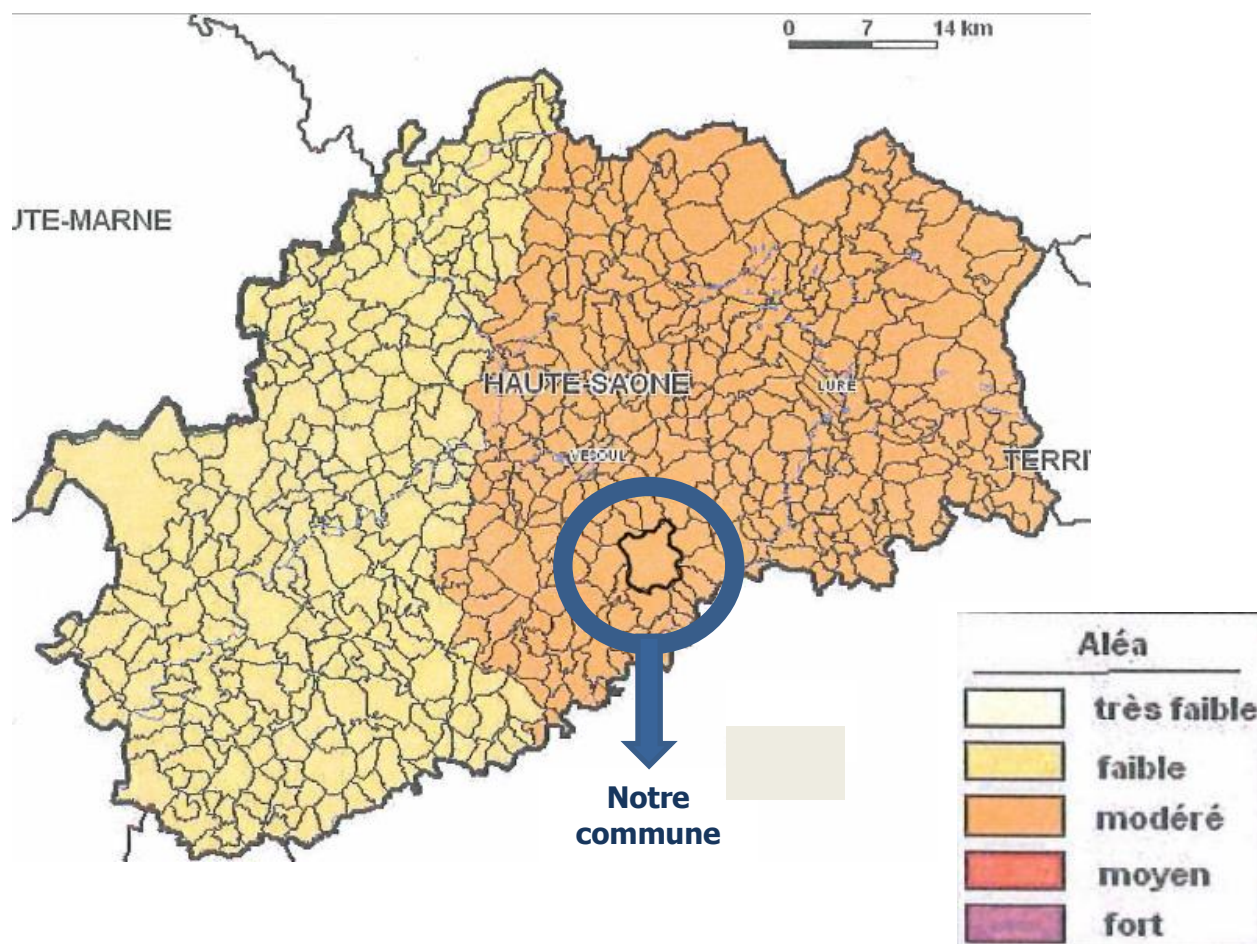 0 7 14 km
UTE-MARNE
HAUTE-SAONE
LURE
VESOUL
TERRI
Notre
commune
Aléa
très faible
faible
modéré
moyen
fort